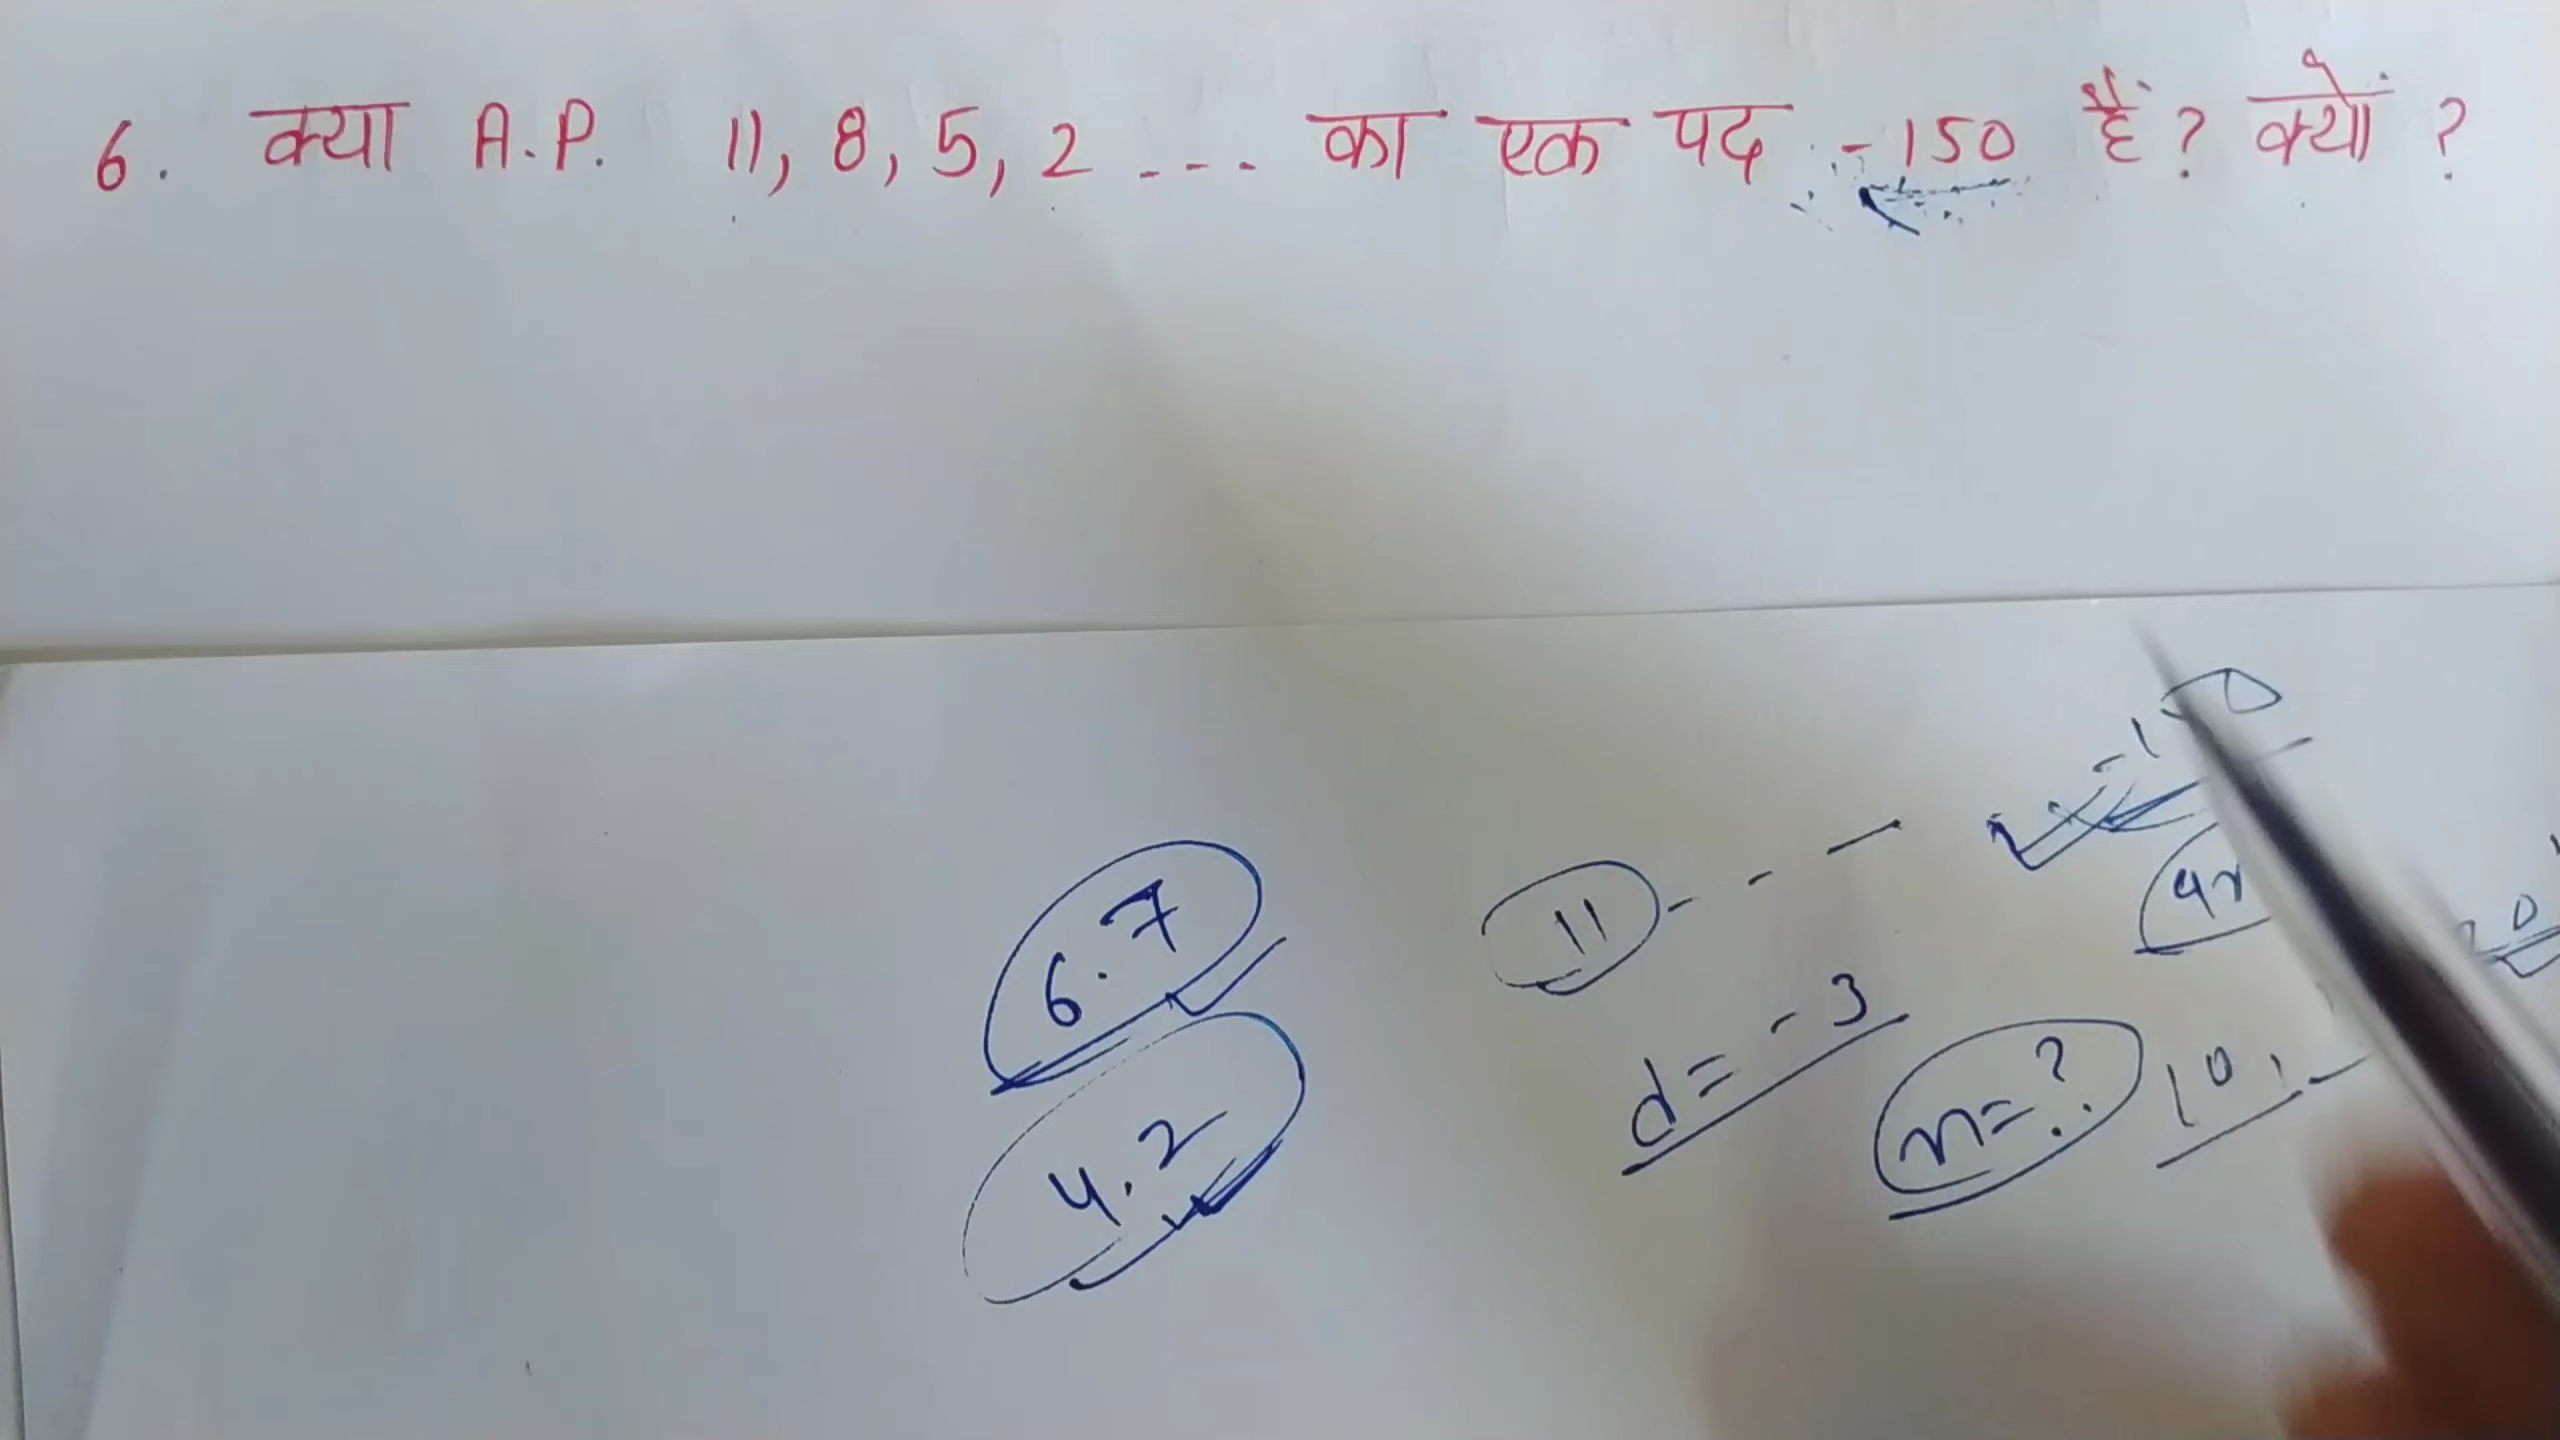 6. क्या A.P. 11, 8, 5, 2 --- का एक पद -150 हैं? क्यों ?
6.7
4.2
11 - - -
d = -3
n = ?
10,